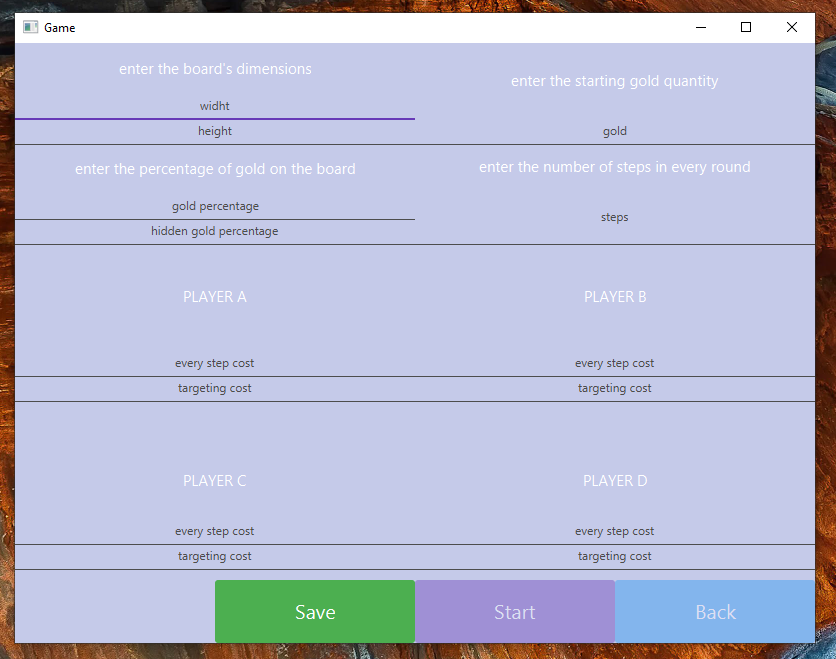 Game
enter the board's dimensions
widht
height
enter the starting gold quantity
gold
enter the percentage of gold on the board
gold percentage
hidden gold percentage
enter the number of steps in every round
steps
PLAYER A
every step cost
targeting cost
PLAYER B
every step cost
targeting cost
PLAYER C
every step cost
targeting cost
PLAYER D
every step cost
targeting cost
Save
Start
Back